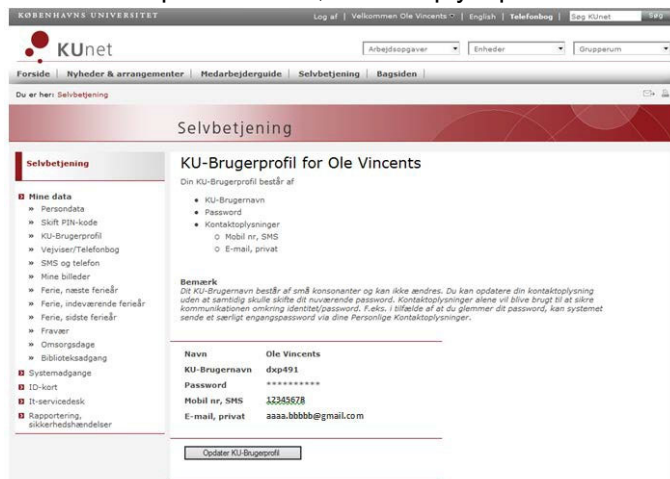 KØBENHAVNS UNIVERSITET
Log af | Velkommen Ole Vincents | English | Telefonbog | Søg KUnet Søg
KUnet
Arbejdsopgaver Enheder Grupperum
Forside | Nyheder & arrangementer | Medarbejderguide | Selvbetjening | Bagsiden |
Du er her: Selvbetjening
Selvbetjening
Selvbetjening
Mine data
» Persondata
» Skift PIN-kode
» KU-Brugerprofil
» Vejviser/Telefonbog
» SMS og telefon
» Mine billeder
» Ferie, næste ferieår
» Ferie, indeværende ferieår
» Ferie, sidste ferieår
» Fravær
» Omsorgsdage
» Biblioteksadgang
Systemadgange
ID-kort
It-servicedesk
Rapportering,
sikkerhedshændelser
KU-Brugerprofil for Ole Vincents
Din KU-Brugerprofil består af
• KU-Brugernavn
• Password
• Kontaktoplysninger
o Mobil nr, SMS
o E-mail, privat
Bemærk
Dit KU-Brugernavn består af små konsonanter og kan ikke ændres. Du kan opdatere din kontaktoplysning
uden at samtidig skulle skifte dit nuværende password. Kontaktoplysninger alene vil blive brugt til at sikre
kommunikationen omkring identitet/password. F.eks. i tilfælde af at du glemmer dit password, kan systemet
sende et særligt engangspassword via dine Personlige Kontaktoplysninger.
Navn Ole Vincents
KU-Brugernavn dxp491
Password **********
Mobil nr, SMS 12345678
E-mail, privat aaaa.bbbbb@gmail.com
Opdater KU-Brugerprofil